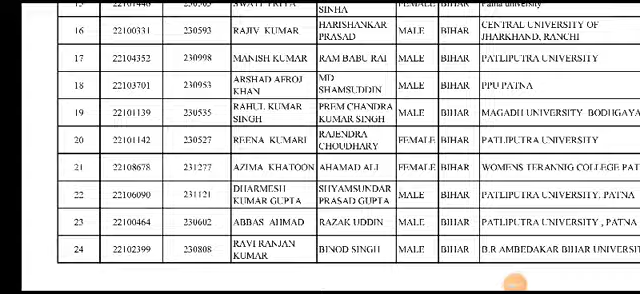 SINHA
16 22100331 230593 RAJIV KUMAR HARISHANKAR PRASAD MALE BIHAR CENTRAL UNIVERSITY OF JHARKHAND, RANCHI
17 22104352 230998 MANISH KUMAR RAM BABU RAI MALE BIHAR PATLIPUTRA UNIVERSITY
18 22103701 230953 ARSHAD AFROJ KHAN MD SHAMSUDDIN MALE BIHAR PPU PATNA
19 22101139 230535 RAHUL KUMAR SINGH PREM CHANDRA KUMAR SINGH MALE BIHAR MAGADH UNIVERSITY BODHGAYA
20 22101142 230527 REENA KUMARI RAJENDRA CHOUDHARY FEMALE BIHAR PATLIPUTRA UNIVERSITY
21 22108678 231277 AZIMA KHATOON AHAMAD ALI FEMALE BIHAR WOMENS TERANNIG COLLEGE PAT
22 22106090 231121 DHARMESH KUMAR GUPTA SHYAMSUNDAR PRASAD GUPTA MALE BIHAR PATLIPUTRA UNIVERSITY, PATNA
23 22100464 230602 ABBAS AHMAD RAZAK UDDIN MALE BIHAR PATLIPUTRA UNIVERSITY , PATNA
24 22102399 230808 RAVI RANJAN KUMAR BINOD SINGH MALE BIHAR B.R AMBEDAKAR BIHAR UNIVERSIT